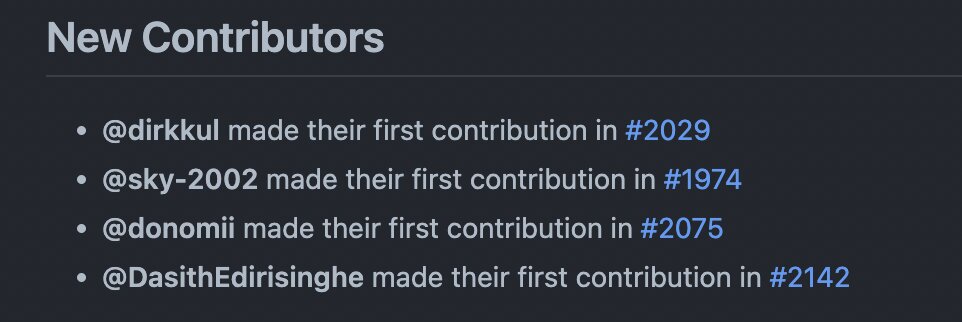 New Contributors
@dirkkul made their first contribution in #2029
@sky-2002 made their first contribution in #1974
@donomii made their first contribution in #2075
@DasithEdirisinghe made their first contribution in #2142